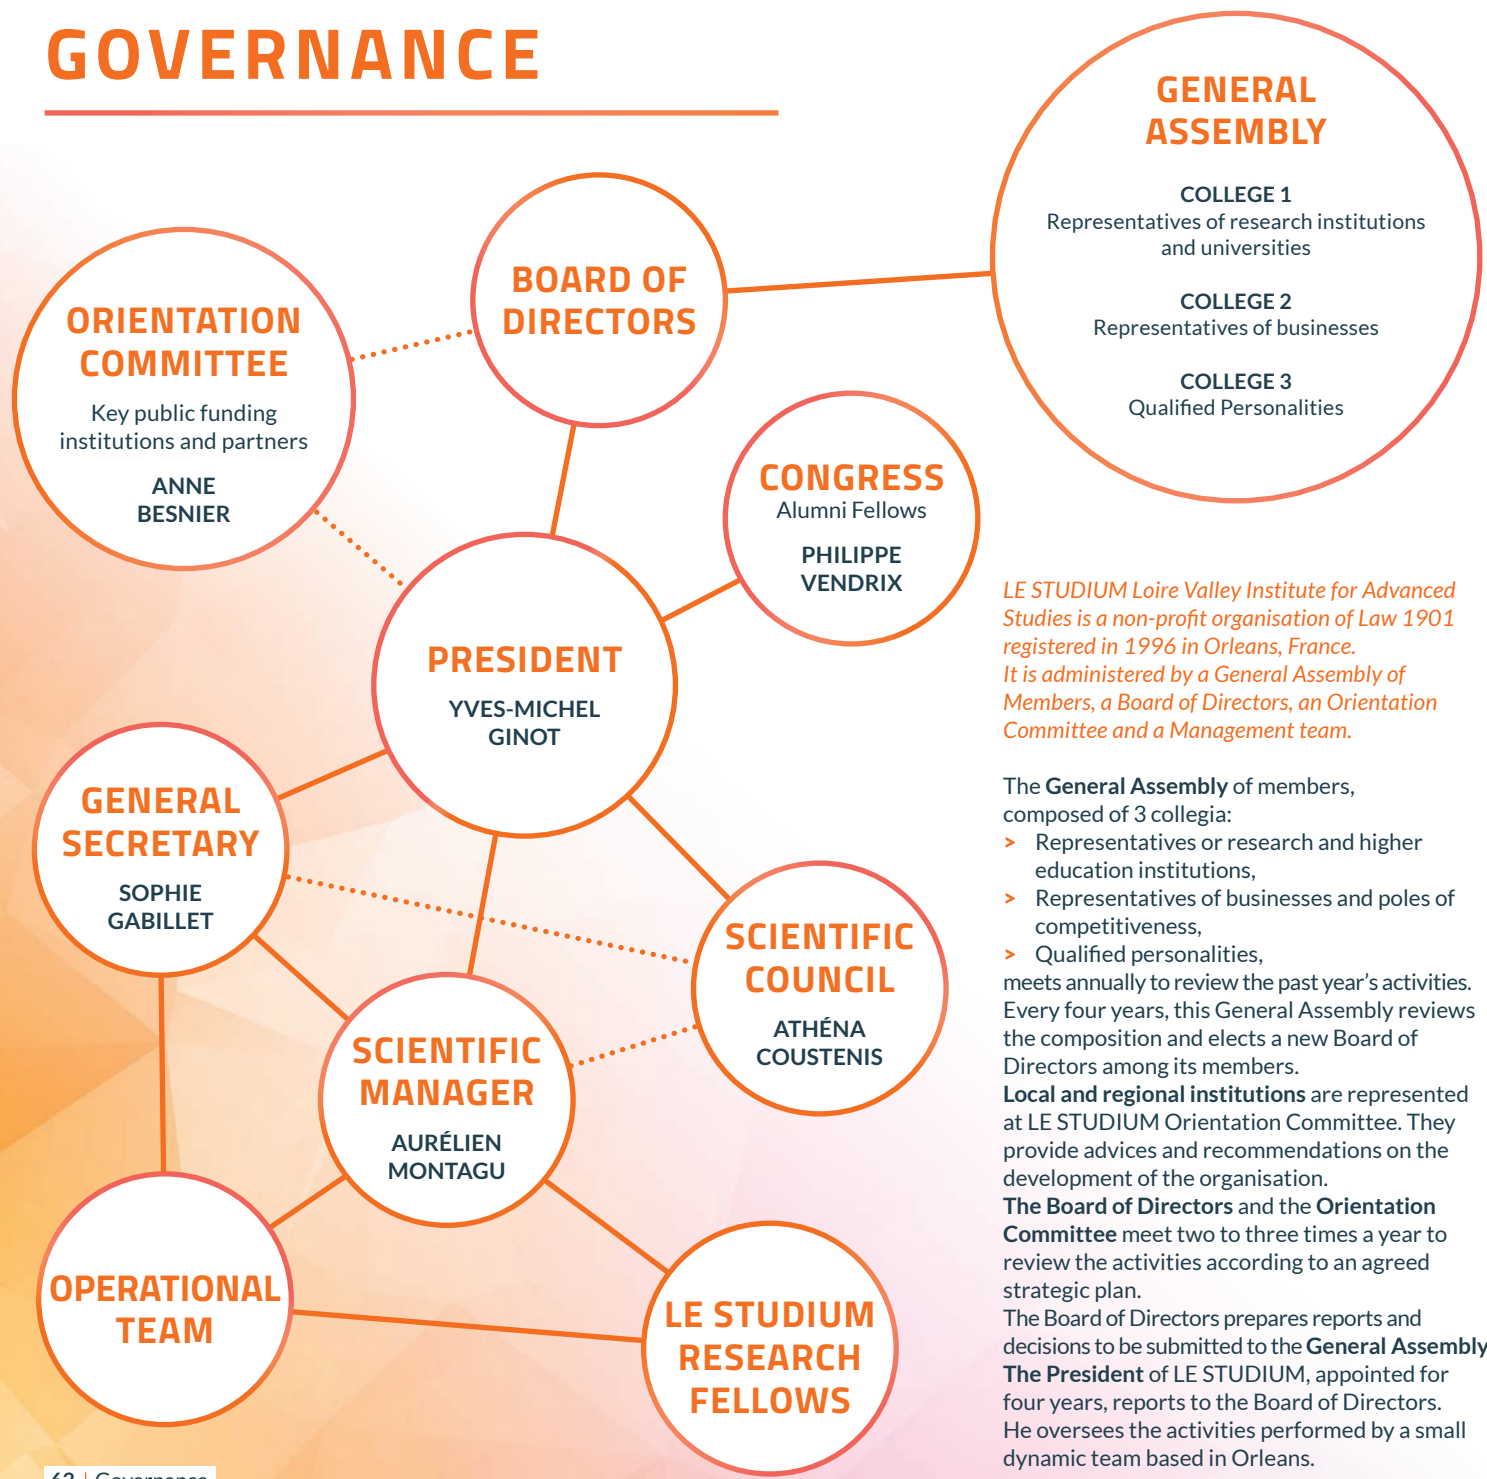 GOVERNANCE
GENERAL
ASSEMBLY
COLLEGE 1
Representatives of research institutions
and universities
COLLEGE 2
Representatives of businesses
COLLEGE 3
Qualified Personalities
BOARD OF
DIRECTORS
ORIENTATION
COMMITTEE
Key public funding
institutions and partners
ANNE
BESNIER
CONGRESS
Alumni Fellows
PHILIPPE
VENDRIX
PRESIDENT
YVES-MICHEL
GINOT
GENERAL
SECRETARY
SOPHIE
GABILLET
SCIENTIFIC
COUNCIL
ATHÉNA
COUSTENIS
SCIENTIFIC
MANAGER
AURÉLIEN
MONTAGU
OPERATIONAL
TEAM
LE STUDIUM
RESEARCH
FELLOWS
LE STUDIUM Loire Valley Institute for Advanced
Studies is a non-profit organisation of Law 1901
registered in 1996 in Orleans, France.
It is administered by a General Assembly of
Members, a Board of Directors, an Orientation
Committee and a Management team.
The General Assembly of members,
composed of 3 collegia:
> Representatives or research and higher
education institutions,
> Representatives of businesses and poles of
competitiveness,
> Qualified personalities,
meets annually to review the past year's activities.
Every four years, this General Assembly reviews
the composition and elects a new Board of
Directors among its members.
Local and regional institutions are represented
at LE STUDIUM Orientation Committee. They
provide advices and recommendations on the
development of the organisation.
The Board of Directors and the Orientation
Committee meet two to three times a year to
review the activities according to an agreed
strategic plan.
The Board of Directors prepares reports and
decisions to be submitted to the General Assembly
The President of LE STUDIUM, appointed for
four years, reports to the Board of Directors.
He oversees the activities performed by a small
dynamic team based in Orleans.
62 | Governance